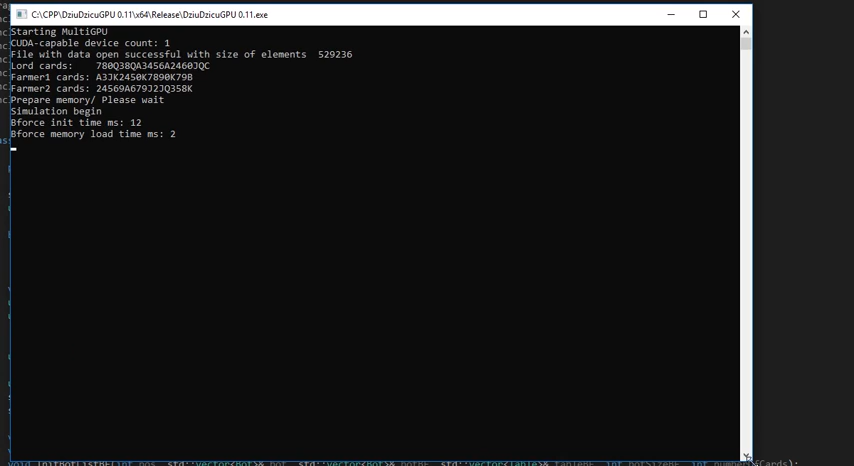 C:\CPP\DziuDzicuGPU 0.11\x64\Release\DziuDzicuGPU 0.11.exe
Starting MultiGPU
CUDA-capable device count: 1
File with data open successful with size of elements  529236
Lord cards:    780Q38QA3456A2460JQC
Farmer1 cards: A3JK2450K7890K79B
Farmer2 cards: 24569A679J2JQ358K
Prepare memory/ Please wait
Simulation begin
Bforce init time ms: 12
Bforce memory load time ms: 2